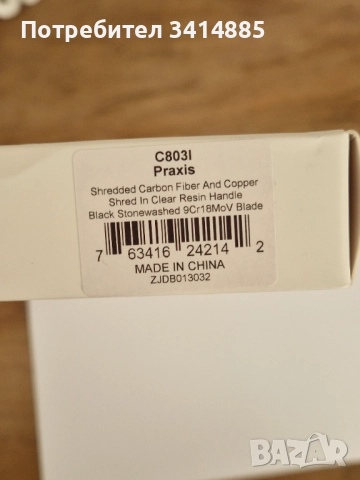 Потребител 3414885
C803I
Praxis
Shredded Carbon Fiber And Copper
Shred In Clear Resin Handle
Black Stonewashed 9Cr18MoV Blade
7 63416 24214 2
MADE IN CHINA
ZJDB013032
BAZAR